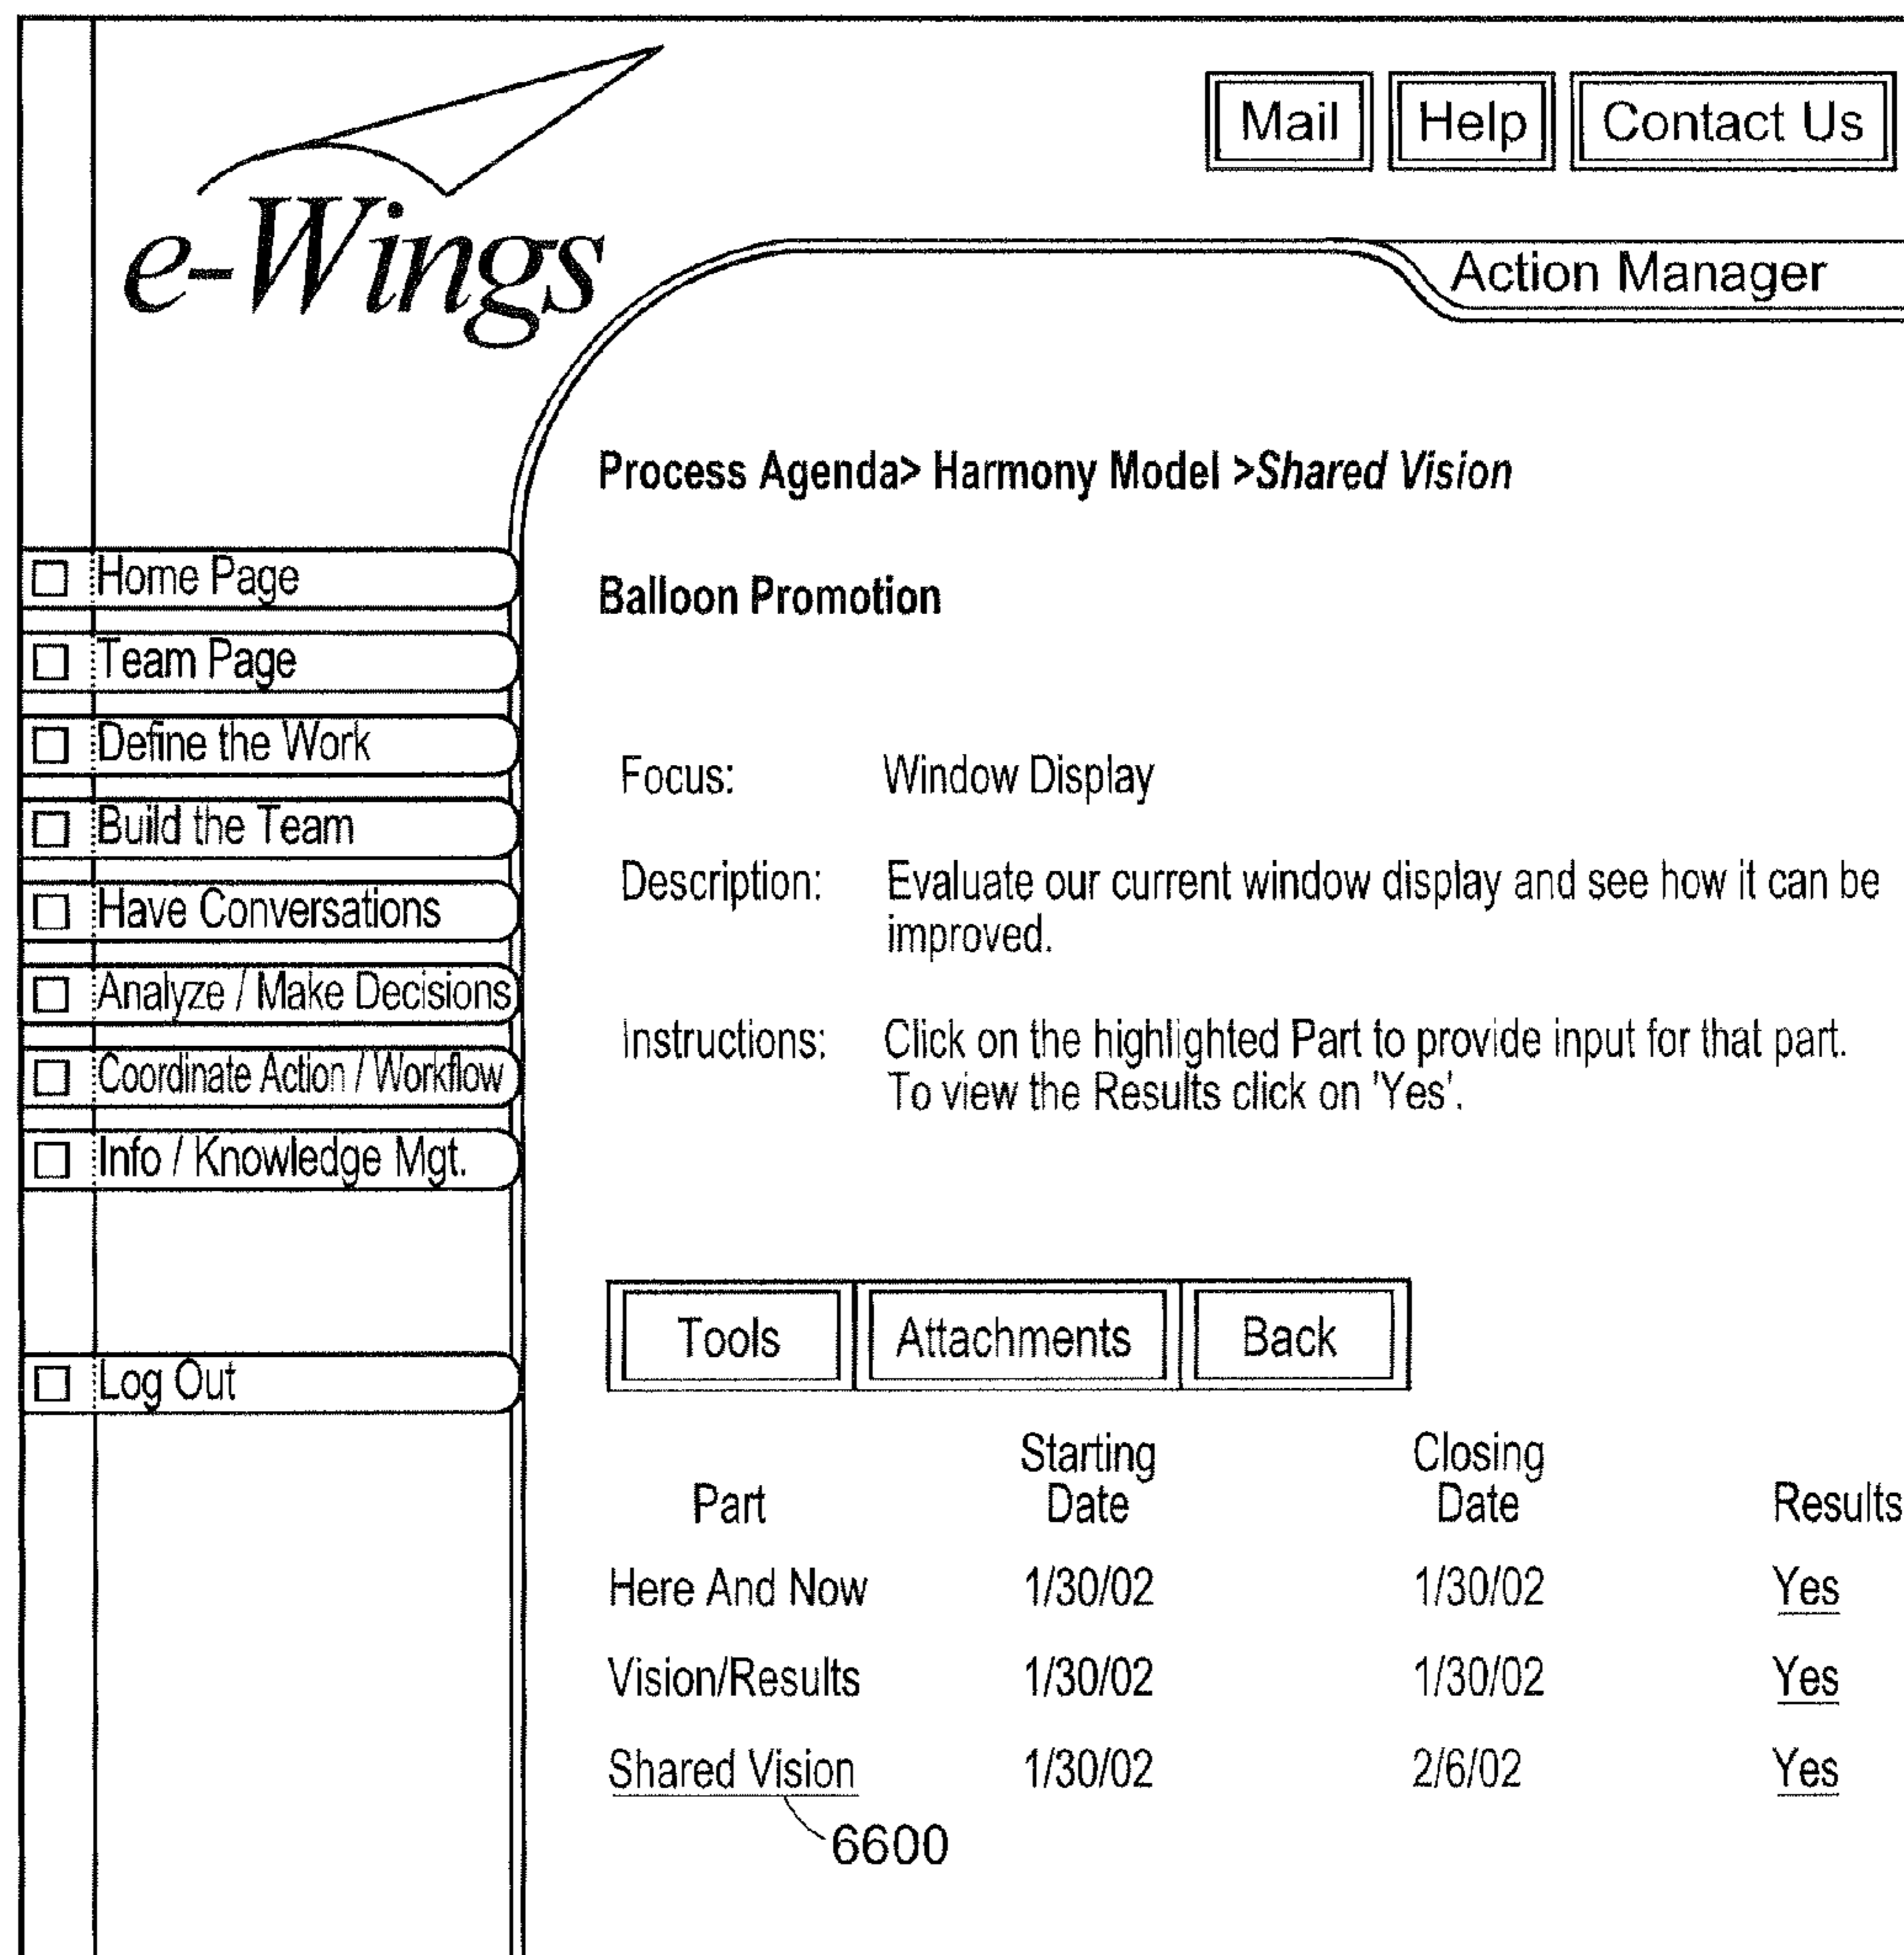 Mail
Help
Contact Us
e-Wings
Action Manager
Process Agenda> Harmony Model >Shared Vision
Balloon Promotion
Home Page
Team Page
Define the Work
Build the Team
Have Conversations
Analyze / Make Decisions
Coordinate Action / Workflow
Info / Knowledge Mgt.
Log Out
Focus: Window Display
Description: Evaluate our current window display and see how it can be
improved.
Instructions: Click on the highlighted Part to provide input for that part.
To view the Results click on 'Yes'.
Tools
Attachments
Back
Starting Closing
Part Date Date Results
Here And Now 1/30/02 1/30/02 Yes
Vision/Results 1/30/02 1/30/02 Yes
Shared Vision 1/30/02 2/6/02 Yes
6600